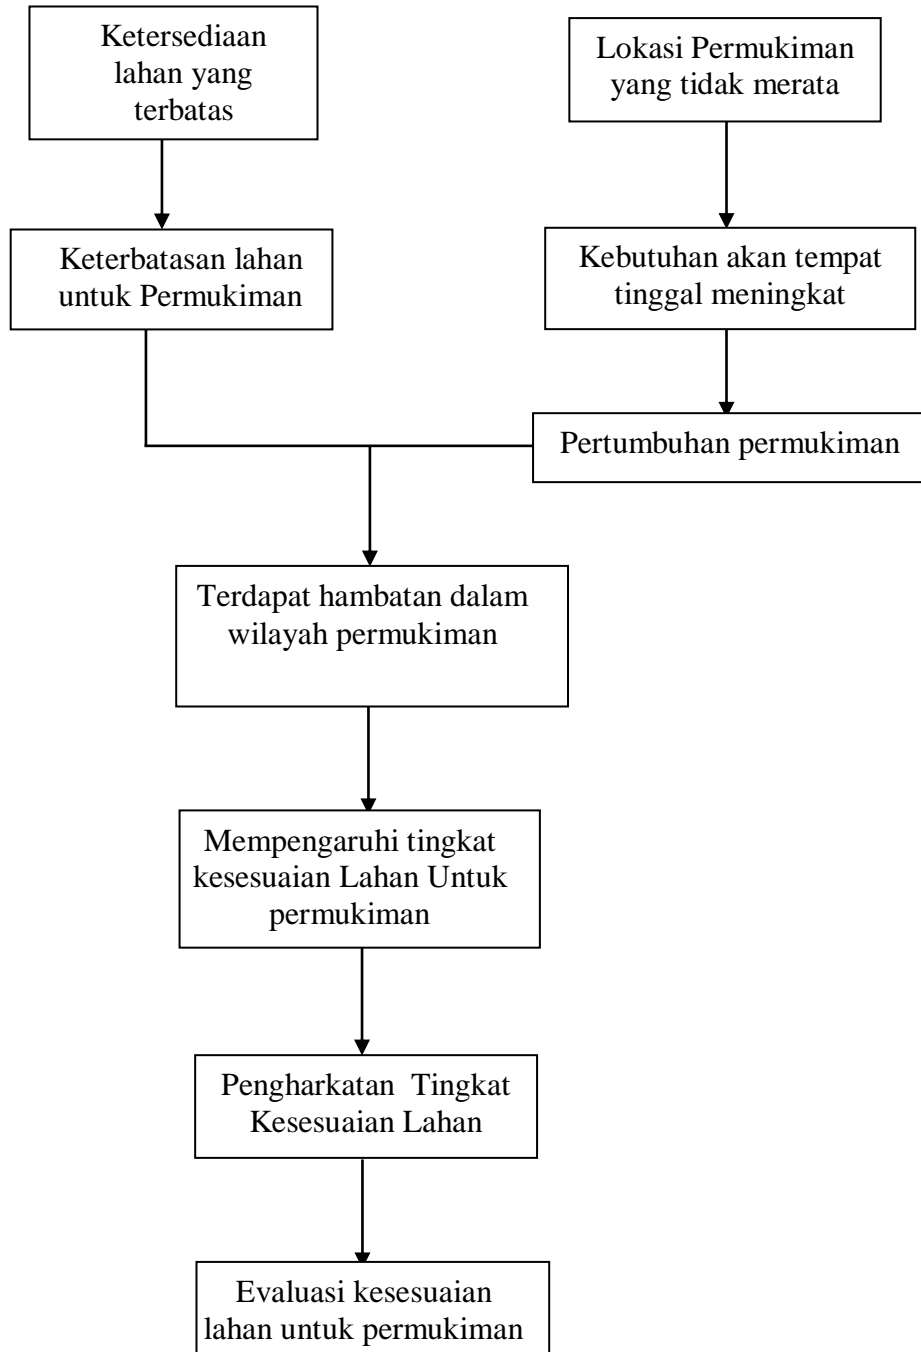 Ketersediaan
lahan yang
terbatas
Lokasi Permukiman
yang tidak merata
Keterbatasan lahan
untuk Permukiman
Kebutuhan akan tempat
tinggal meningkat
Pertumbuhan permukiman
Terdapat hambatan dalam
wilayah permukiman
Mempengaruhi tingkat
kesesuaian Lahan Untuk
permukiman
Pengharkatan Tingkat
Kesesuaian Lahan
Evaluasi kesesuaian
lahan untuk permukiman